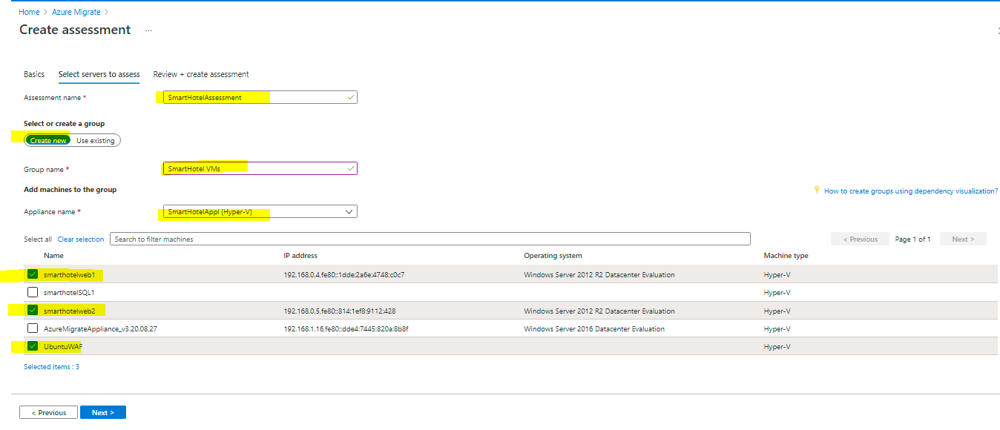 Home > Azure Migrate >
Create assessment ...
Basics Select servers to assess Review + create assessment
Assessment name * SmartHotelAssessment
Select or create a group
Create new Use existing
Group name * SmartHotel VMs
Add machines to the group
How to create groups using dependency visualization?
Appliance name * SmartHotelAppl (Hyper-V)
Select all Clear selection Search to filter machines < Previous Page 1 of 1 Next >
Name IP address Operating system Machine type
smarthotelweb1 192.168.0.4,fe80::1dde:2a6e:4748:c0c7 Windows Server 2012 R2 Datacenter Evaluation Hyper-V
smarthotelSQL1 Hyper-V
smarthotelweb2 192.168.0.5,fe80::814:1ef8:9112:428 Windows Server 2012 R2 Datacenter Evaluation Hyper-V
AzureMigrateAppliance_v3.20.08.27 192.168.1.16,fe80::dde4:7445:820a:8b8f Windows Server 2016 Datacenter Evaluation Hyper-V
UbuntuWAF Hyper-V
Selected items : 3
< Previous Next >